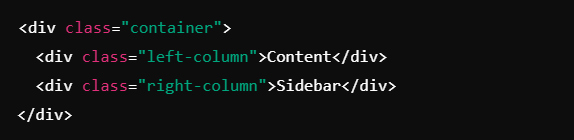 <div class="container">
  <div class="left-column">Content</div>
  <div class="right-column">Sidebar</div>
</div>